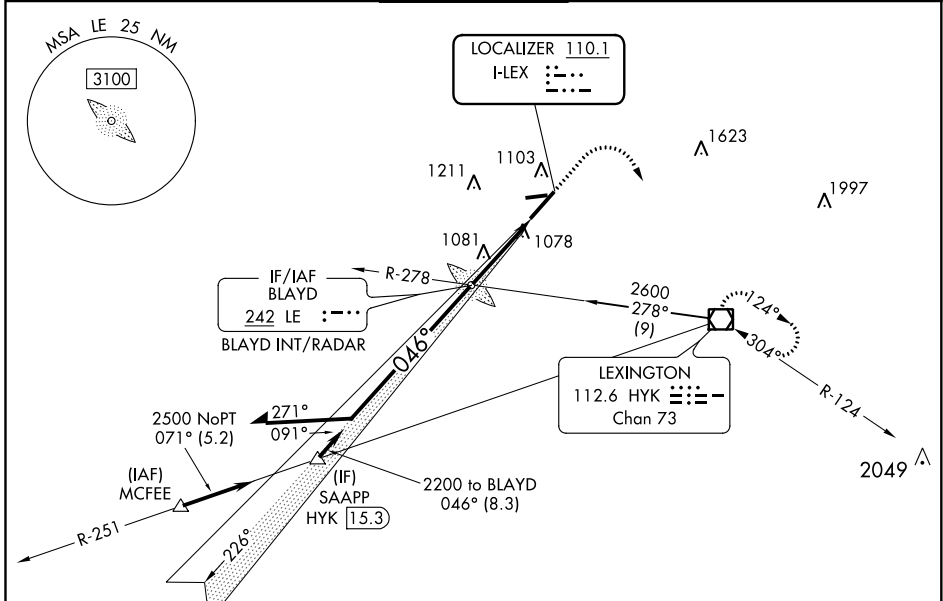 MSA LE 25 NM
3100
LOCALIZER 110.1
I-LEX
1623
1103
1211
1997
1081
1078
R-278
IF/IAF
BLAYD
242 LE
BLAYD INT/RADAR
2600
278°
(9)
124°
304°
046°
LEXINGTON
112.6 HYK
Chan 73
R-124
2500 NoPT
071° (5.2)
271°
091°
(IAF)
MCFEE
(IF)
SAAPP
HYK 15.3
2200 to BLAYD
046° (8.3)
2049
R-251
226°